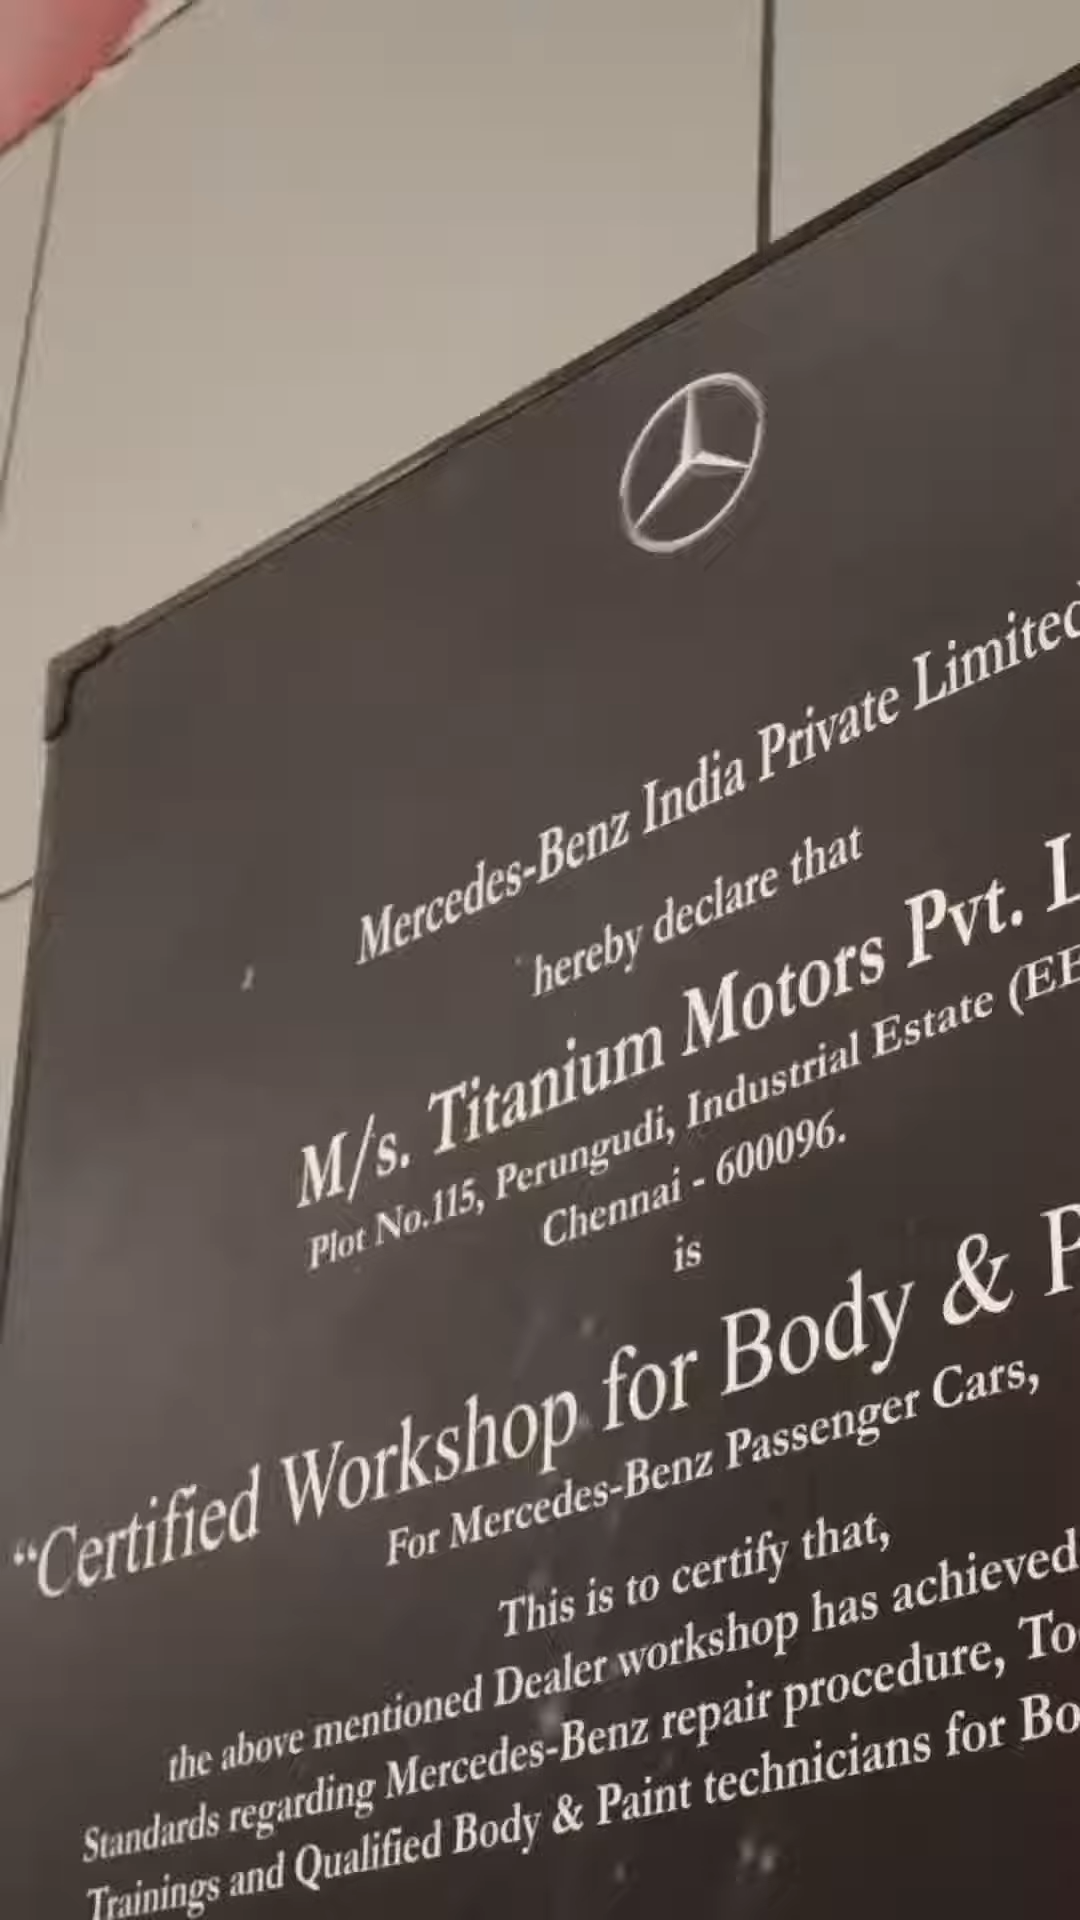 Mercedes-Benz India Private Limited
hereby declare that
M/s. Titanium Motors Pvt.
Plot No.115, Perungudi, Industrial Estate
Chennai - 600096.
is
“Certified Workshop for Body &
For Mercedes-Benz Passenger Cars,
This is to certify that,
the above mentioned Dealer workshop has achieved
Standards regarding Mercedes-Benz repair procedure,
Trainings and Qualified Body & Paint technicians for